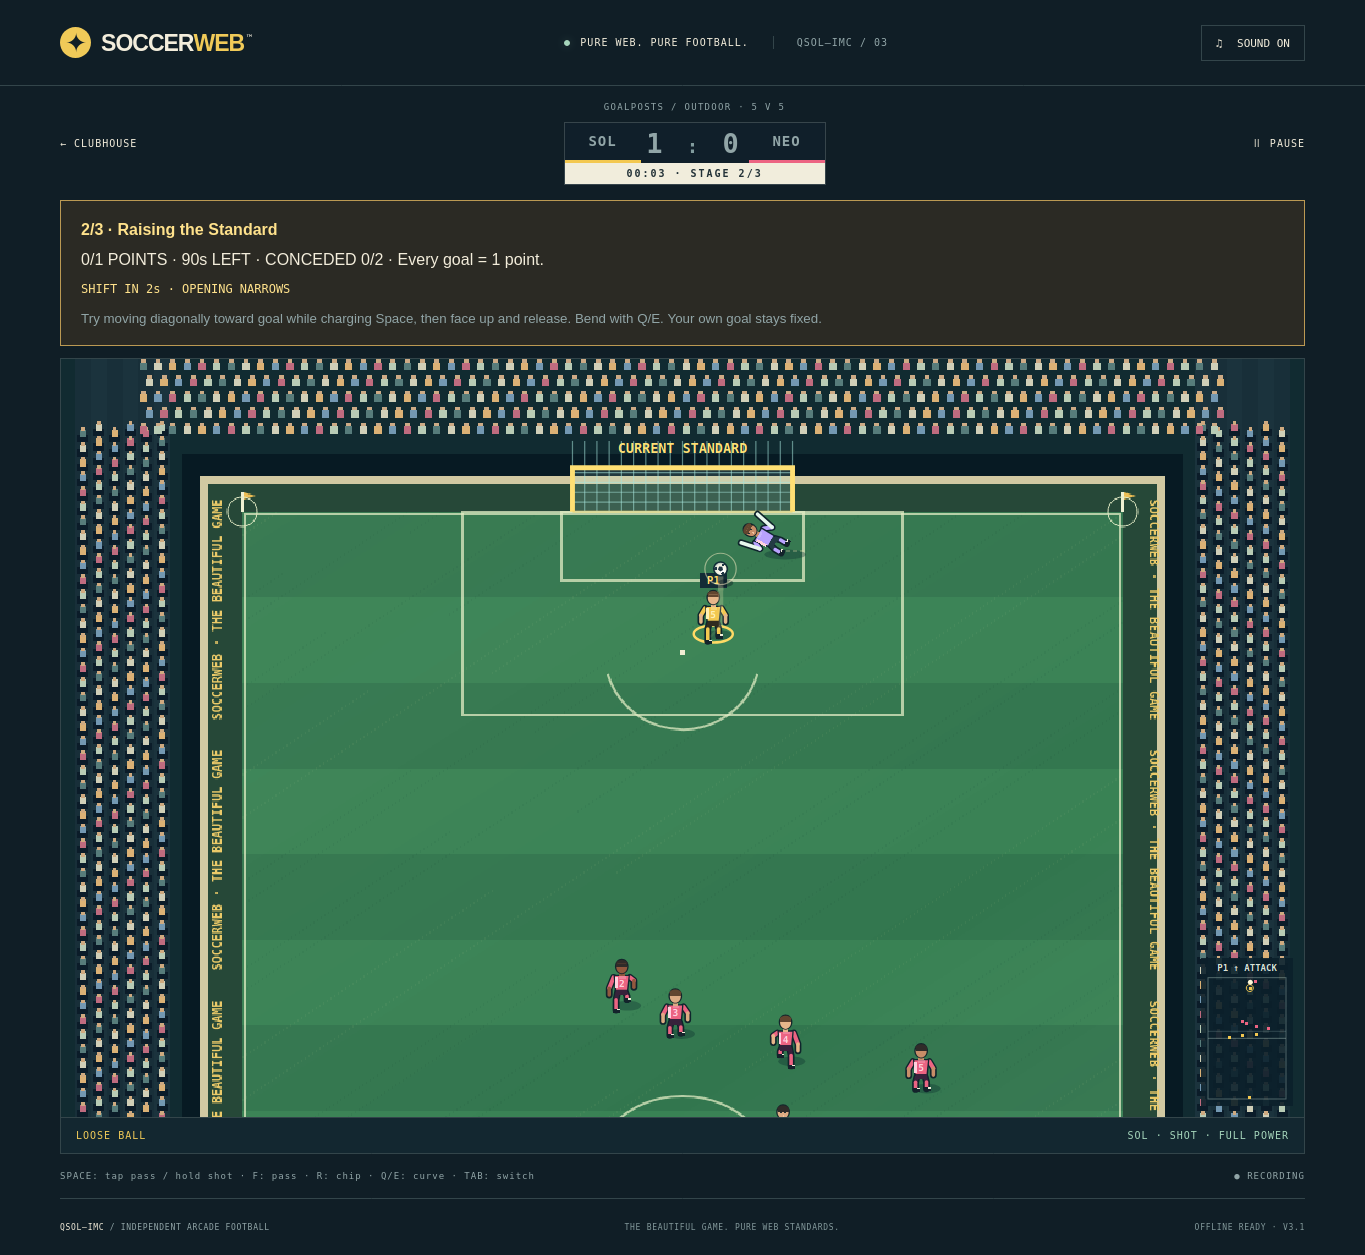 SOCCERWEB™
● PURE WEB. PURE FOOTBALL.
QSOL—IMC / 03
♫ SOUND ON
GOALPOSTS / OUTDOOR · 5 V 5
← CLUBHOUSE
SOL 1 : 0 NEO
00:03 · STAGE 2/3
II PAUSE
2/3 · Raising the Standard
0/1 POINTS · 90s LEFT · CONCEDED 0/2 · Every goal = 1 point.
SHIFT IN 2s · OPENING NARROWS
Try moving diagonally toward goal while charging Space, then face up and release. Bend with Q/E. Your own goal stays fixed.
CURRENT STANDARD
SOCCERWEB · THE BEAUTIFUL GAME
SOCCERWEB · THE BEAUTIFUL GAME
E BEAUTIFUL GAME
SOCCERWEB · THE BEAUTIFUL GAME
SOCCERWEB · THE BEAUTIFUL GAME
SOCCERWEB · THE
P1
2
3
4
5
P1 ↑ ATTACK
LOOSE BALL
SOL · SHOT · FULL POWER
SPACE: tap pass / hold shot · F: pass · R: chip · Q/E: curve · TAB: switch
● RECORDING
QSOL—IMC / INDEPENDENT ARCADE FOOTBALL
THE BEAUTIFUL GAME. PURE WEB STANDARDS.
OFFLINE READY · V3.1